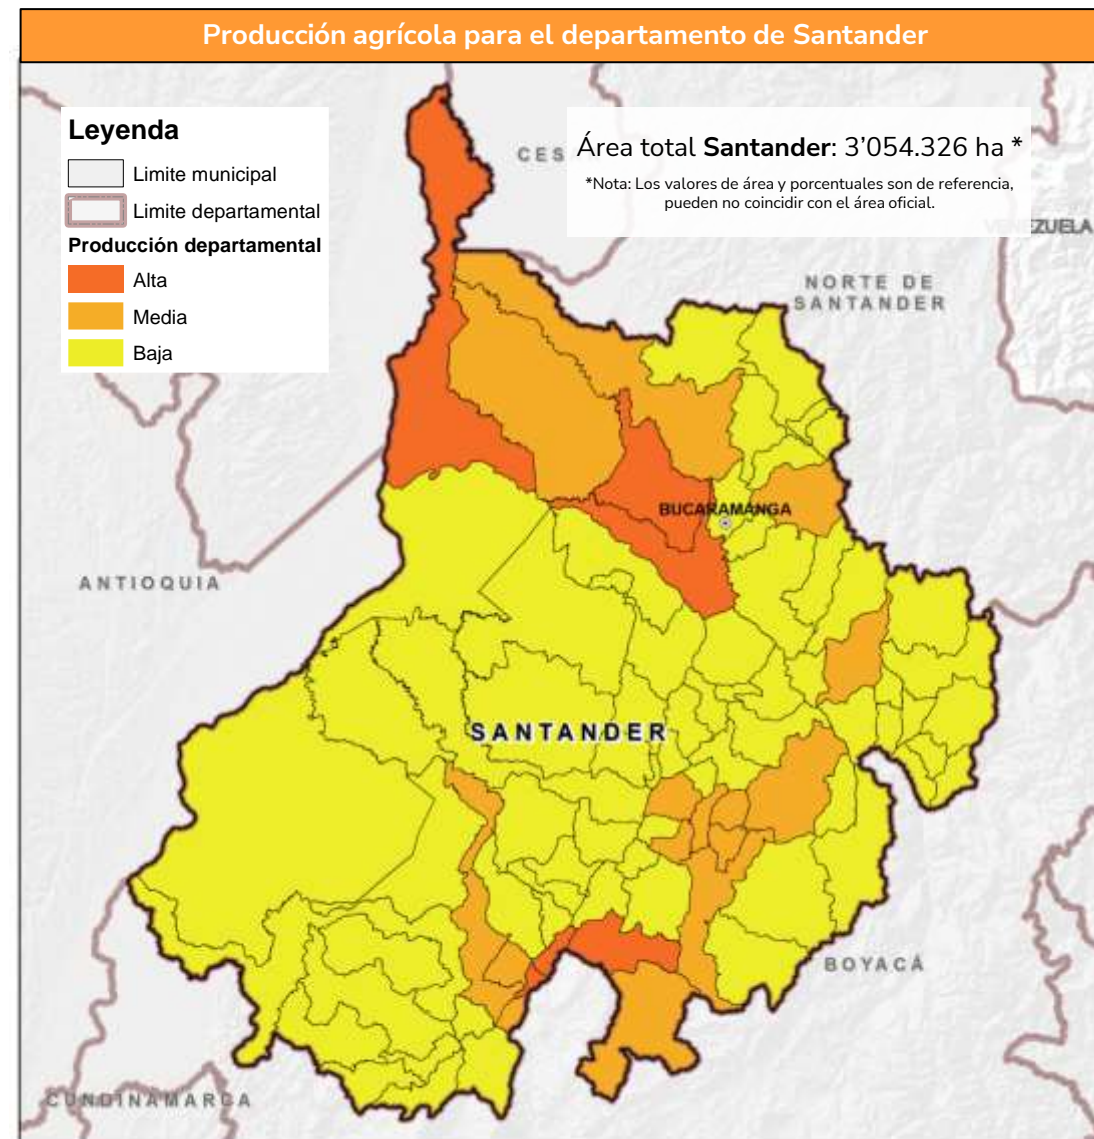 Producción agrícola para el departamento de Santander
Leyenda
Limite municipal
Limite departamental
Producción departamental
Alta
Media
Baja
Área total Santander: 3’054.326 ha *
*Nota: Los valores de área y porcentuales son de referencia,
pueden no coincidir con el área oficial.
CES
EZUELA
NORTE DE
SANTANDER
BUCARAMANGA
ANTIOQUIA
SANTANDER
BOYACÁ
CUNDINAMARCA